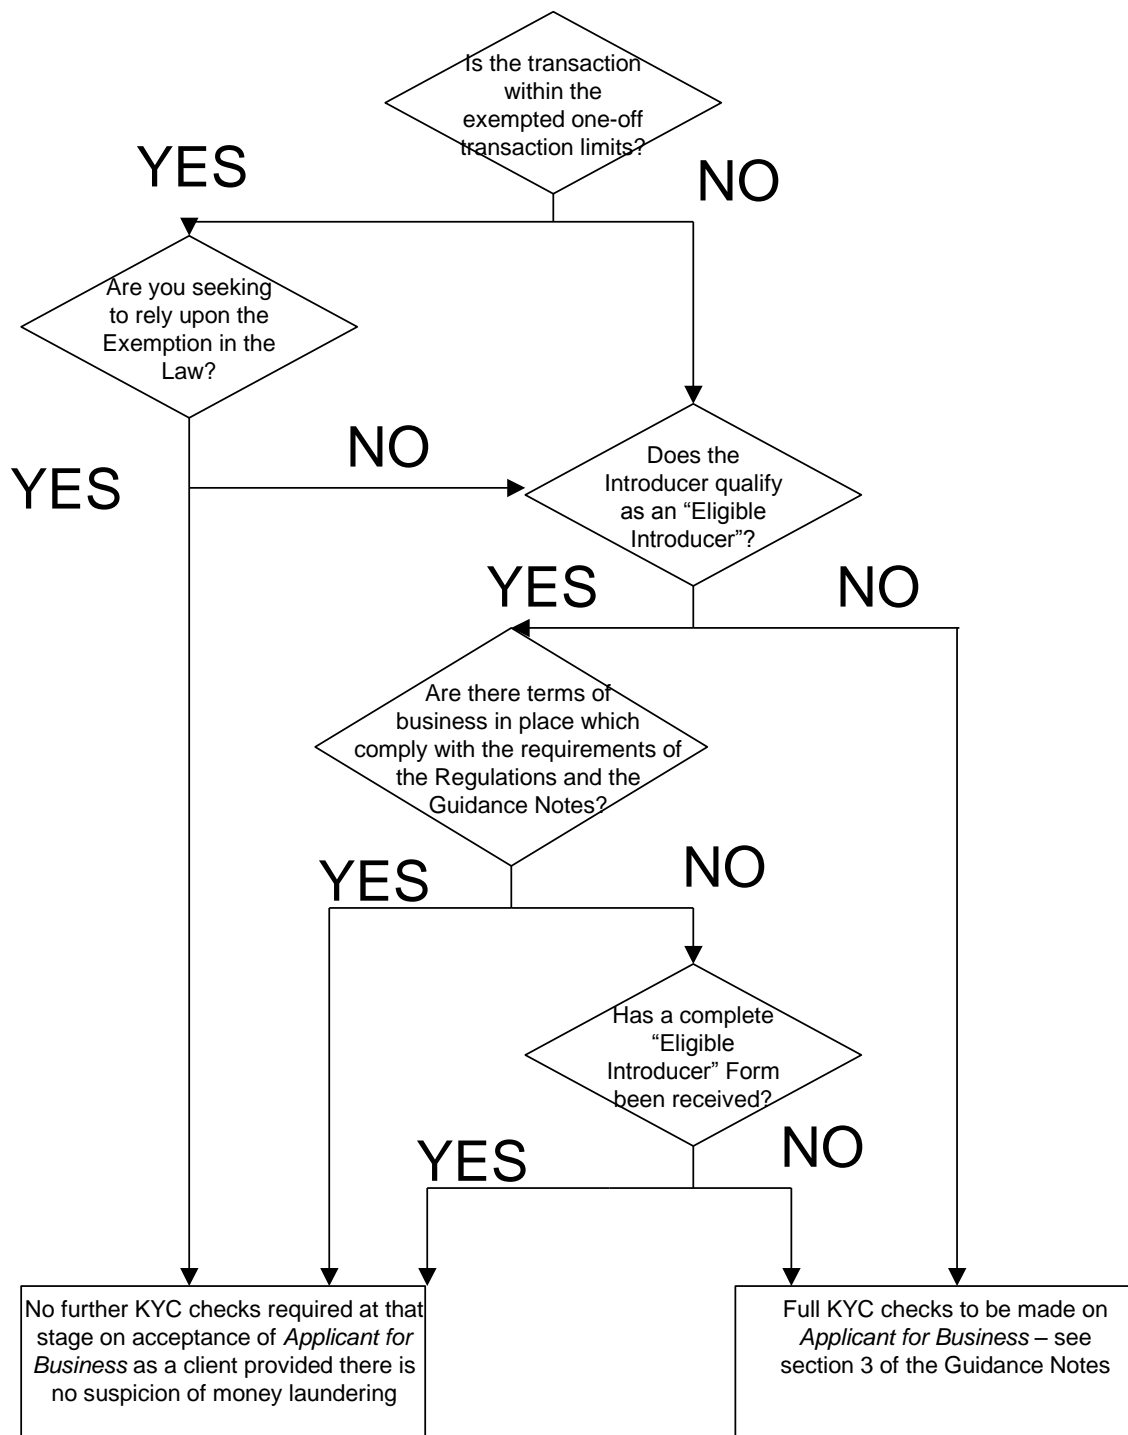 Is the transaction
within the
exempted one-off
transaction limits?
YES
NO
Are you seeking
to rely upon the
Exemption in the
Law?
NO
YES
Does the
Introducer qualify
as an “Eligible
Introducer”?
YES
NO
Are there terms of
business in place which
comply with the requirements of
the Regulations and the
Guidance Notes?
YES
NO
Has a complete
“Eligible
Introducer” Form
been received?
YES
NO
No further KYC checks required at that
stage on acceptance of Applicant for
Business as a client provided there is
no suspicion of money laundering
Full KYC checks to be made on
Applicant for Business – see
section 3 of the Guidance Notes